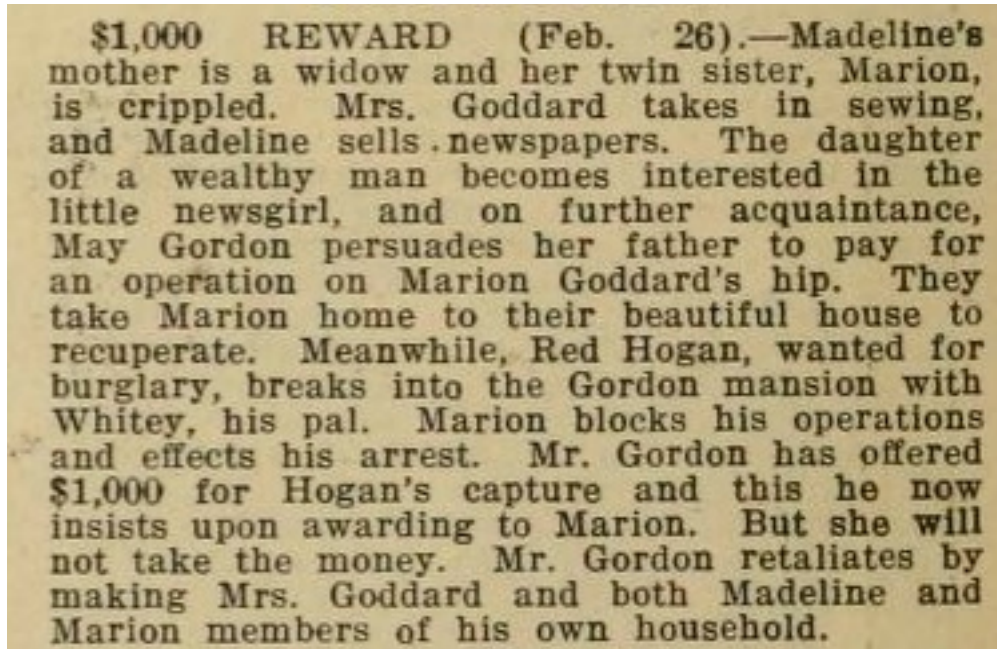 $1,000 REWARD (Feb. 26).—Madeline's
mother is a widow and her twin sister, Marion,
is crippled. Mrs. Goddard takes in sewing,
and Madeline sells newspapers. The daughter
of a wealthy man becomes interested in the
little newsgirl, and on further acquaintance,
May Gordon persuades her father to pay for
an operation on Marion Goddard's hip. They
take Marion home to their beautiful house to
recuperate. Meanwhile, Red Hogan, wanted for
burglary, breaks into the Gordon mansion with
Whitey, his pal. Marion blocks his operations
and effects his arrest. Mr. Gordon has offered
$1,000 for Hogan's capture and this he now
insists upon awarding to Marion. But she will
not take the money. Mr. Gordon retaliates by
making Mrs. Goddard and both Madeline and
Marion members of his own household.